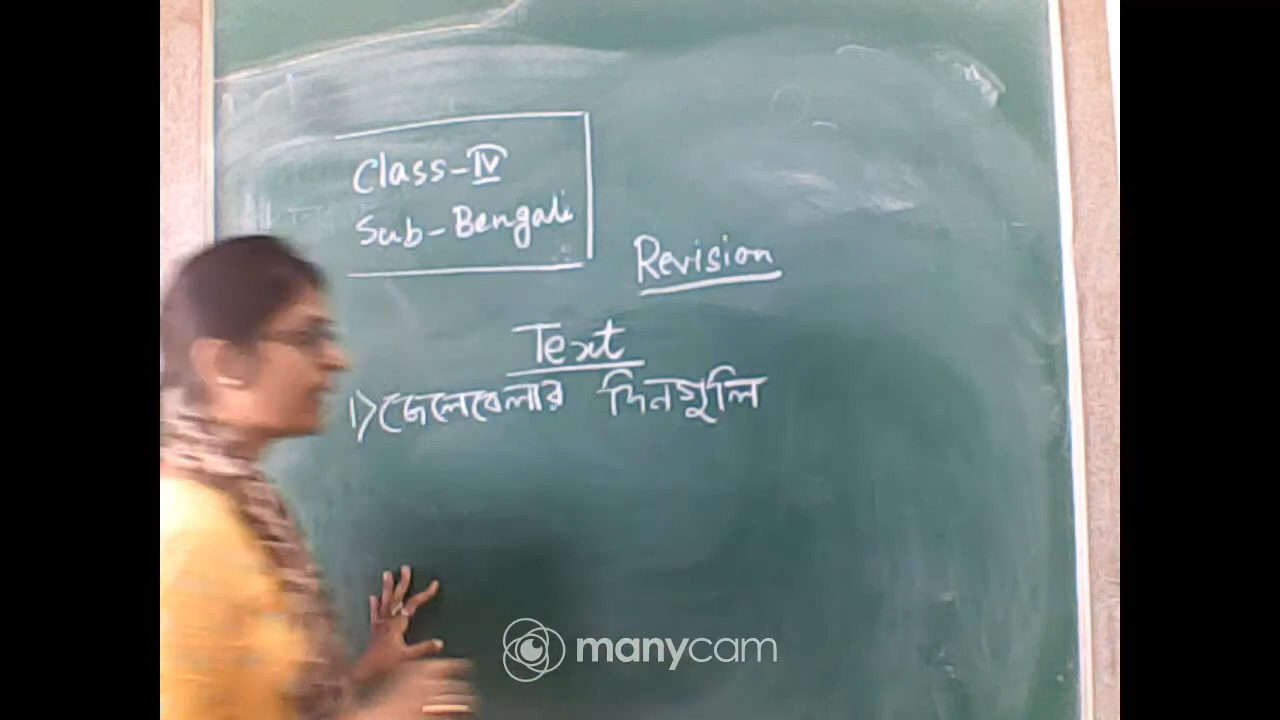 Class-IV
Sub-Bengali
Revision
Text
1) ছেলেবেলার দিনগুলি
manycam